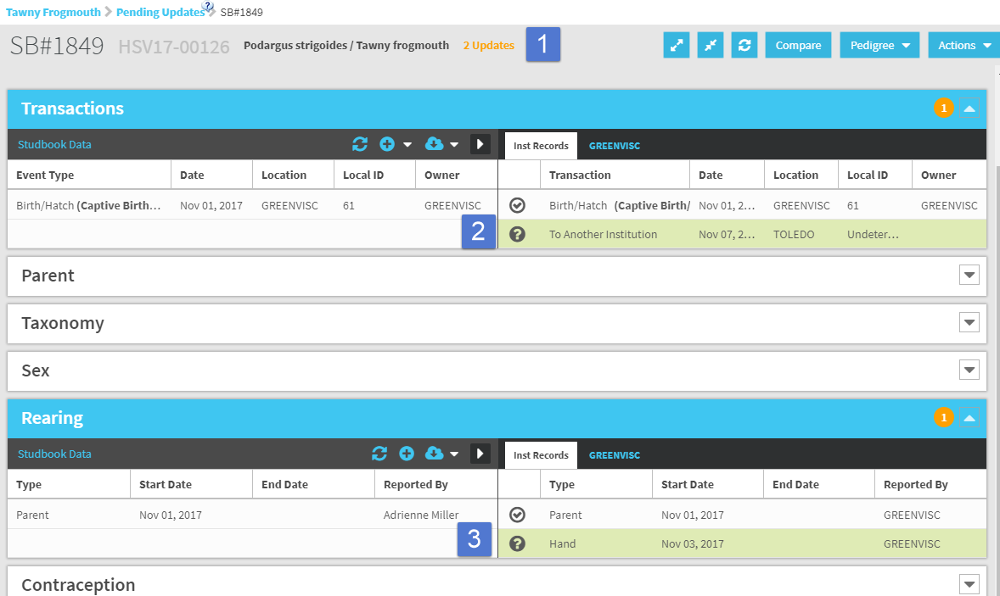 Tawny Frogmouth Pending Updates ? SB#1849
SB#1849 HSV17-00126 Podargus strigoides / Tawny frogmouth 2 Updates 1 Compare Pedigree Actions
Transactions 1
Studbook Data Inst Records GREENVISC
Event Type Date Location Local ID Owner Transaction Date Location Local ID Owner
Birth/Hatch (Captive Birth... Nov 01, 2017 GREENVISC 61 GREENVISC Birth/Hatch (Captive Birth/ Nov 01, 2... GREENVISC 61 GREENVISC
2 ? To Another Institution Nov 07, 2... TOLEDO Undeter...
Parent
Taxonomy
Sex
Rearing 1
Studbook Data Inst Records GREENVISC
Type Start Date End Date Reported By Type Start Date End Date Reported By
Parent Nov 01, 2017 Adrienne Miller Parent Nov 01, 2017 GREENVISC
3 ? Hand Nov 03, 2017 GREENVISC
Contraception